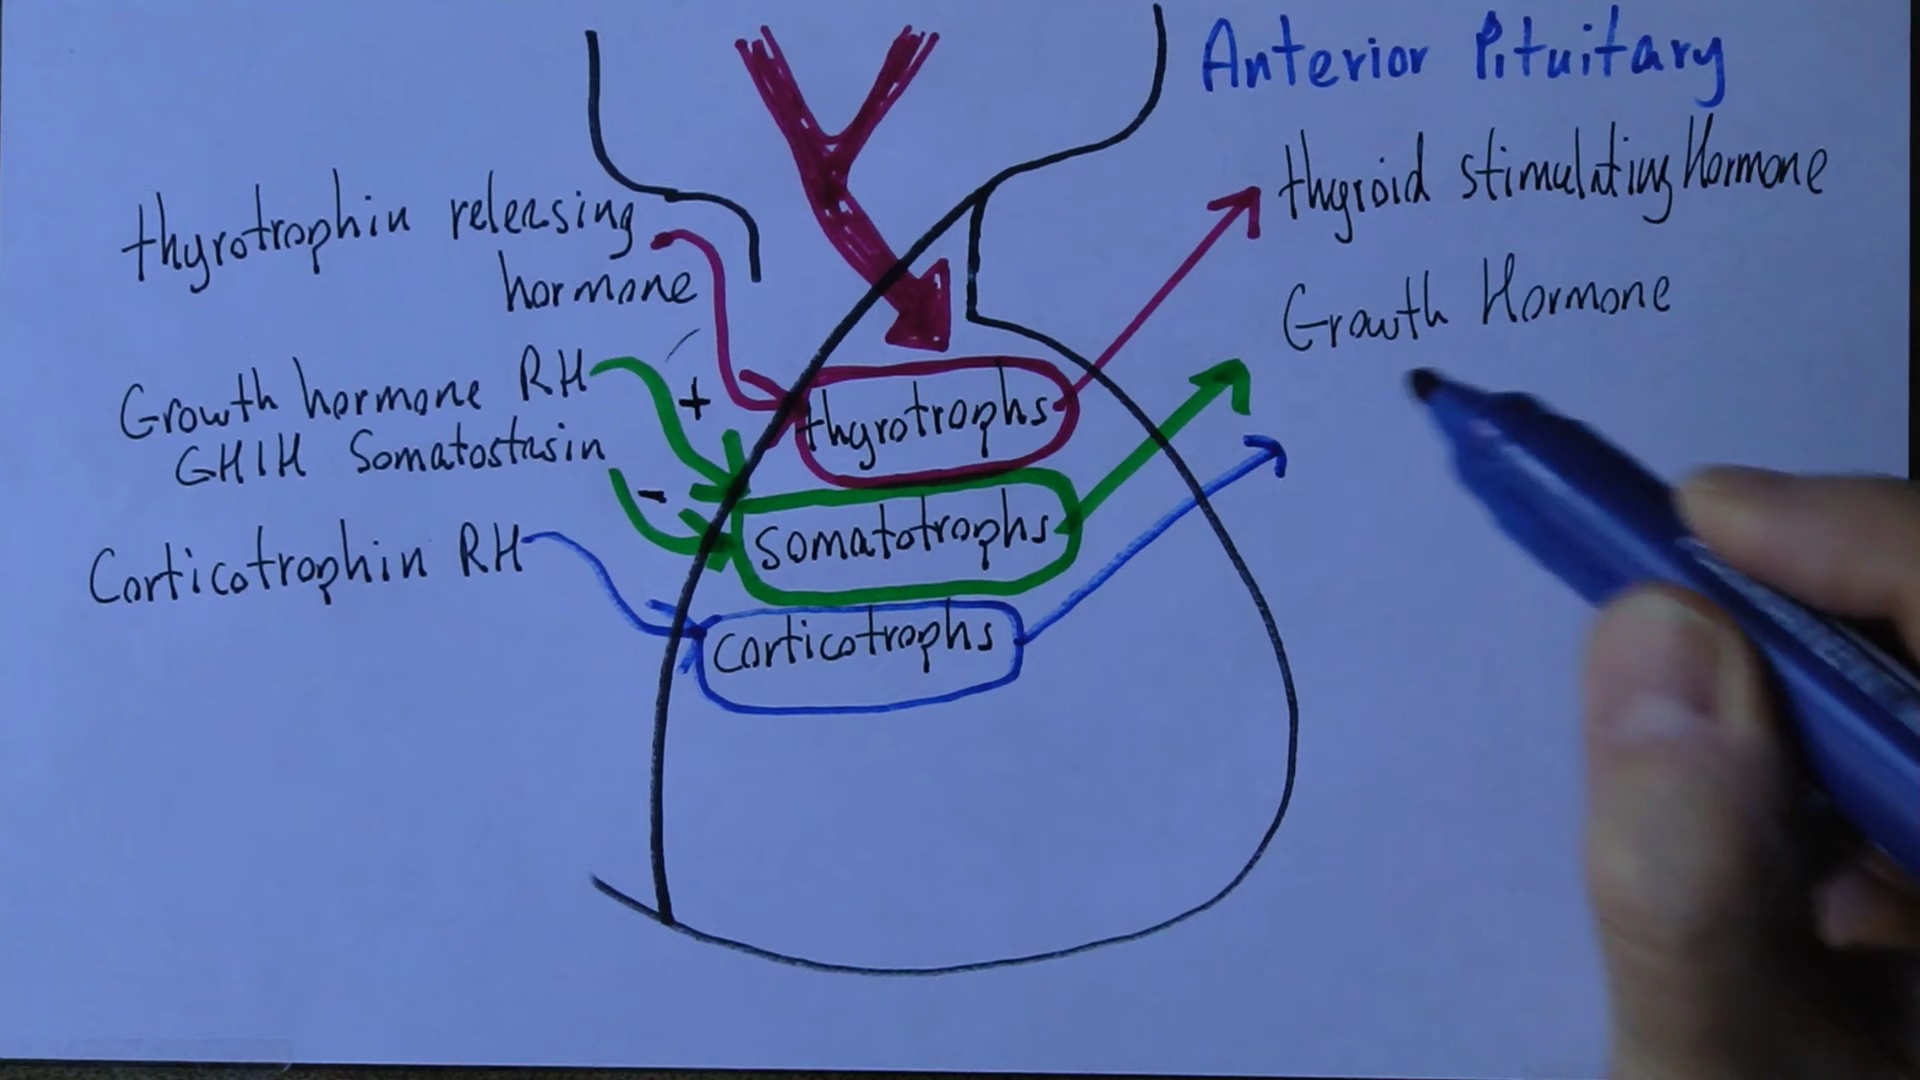 Anterior Pituitary
thyroid stimulating Hormone
thyrotrophin releasing
hormone
Growth Hormone
Growth hormone RH
+
thyrotrophs
GHIH Somatostasin
-
somatotrophs
Corticotrophin RH
corticotrophs